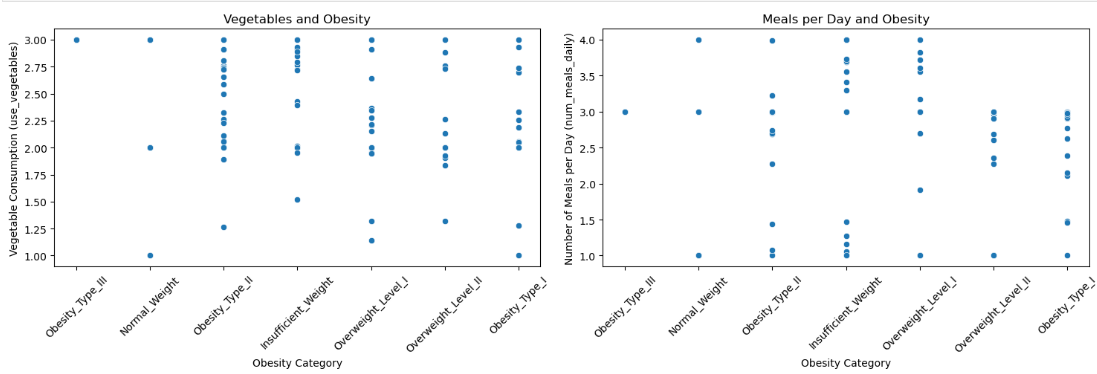 Vegetables and Obesity
Vegetable Consumption (use_vegetables)
3.00
2.75
2.50
2.25
2.00
1.75
1.50
1.25
1.00
Obesity_Type_III
Normal_Weight
Obesity_Type_II
Insufficient_Weight
Overweight_Level_I
Overweight_Level_II
Obesity_Type_I
Obesity Category
Meals per Day and Obesity
Number of Meals per Day (num_meals_daily)
4.0
3.5
3.0
2.5
2.0
1.5
1.0
Obesity_Type_III
Normal_Weight
Obesity_Type_II
Insufficient_Weight
Overweight_Level_I
Overweight_Level_II
Obesity_Type_I
Obesity Category